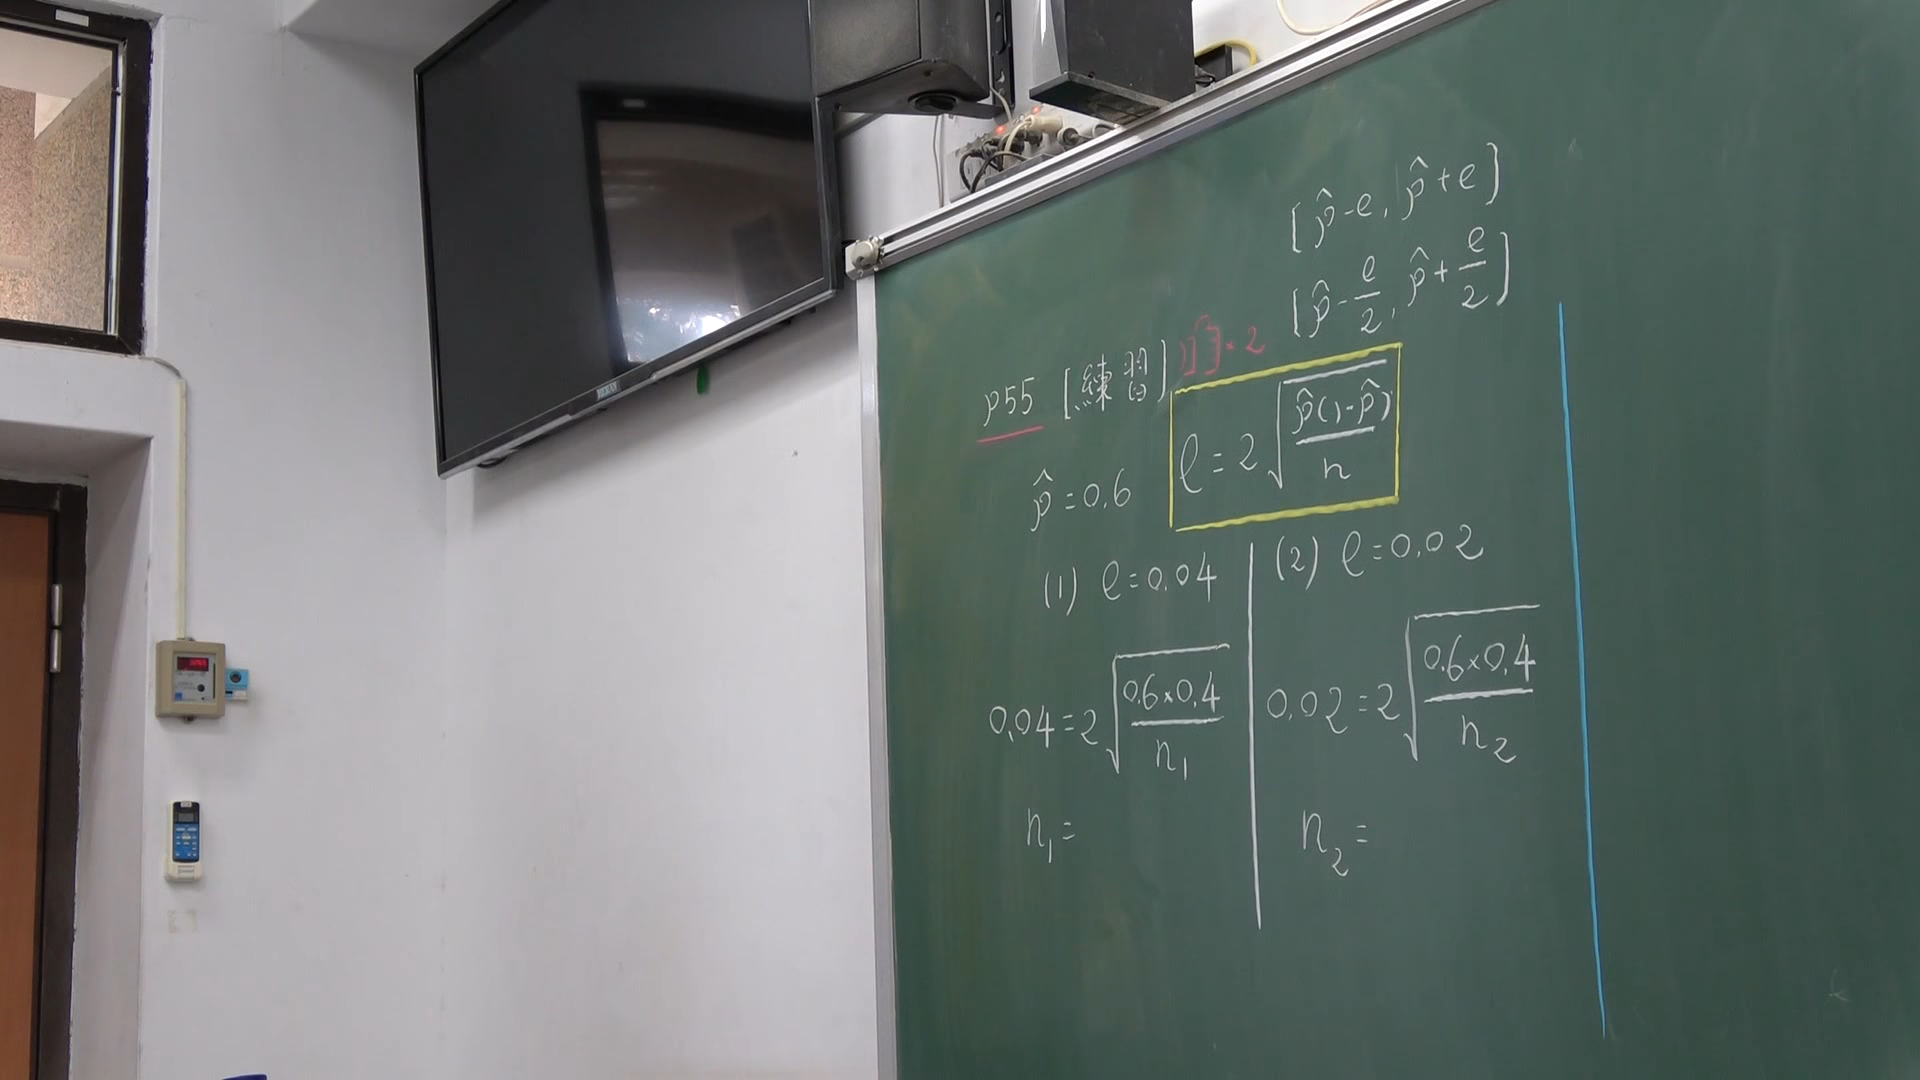 [p̂-e, p̂+e]
[p̂-e/2, p̂+e/2]
p55 [練習]
e=2√(p̂(1-p̂)/n)
p̂=0.6
(1) e=0.04
(2) e=0.02
0.04=2√(0.6×0.4/n₁)
0.02=2√(0.6×0.4/n₂)
n₁=
n₂=